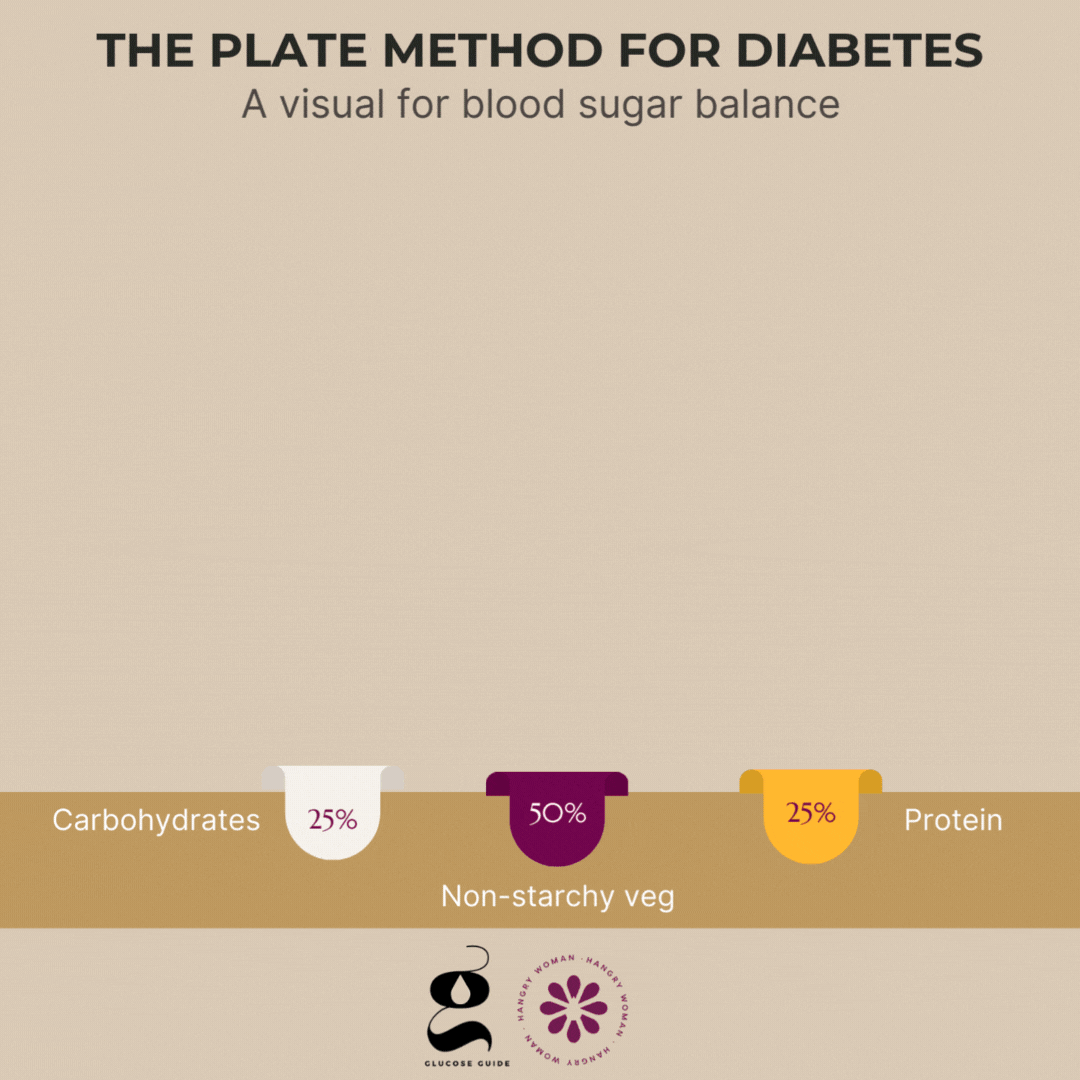 THE PLATE METHOD FOR DIABETES
A visual for blood sugar balance
Carbohydrates
25%
50%
25%
Protein
Non-starchy veg
GLUCOSE GUIDE
HANGRY WOMAN · HANGRY WOMAN · HANGRY WOMAN ·